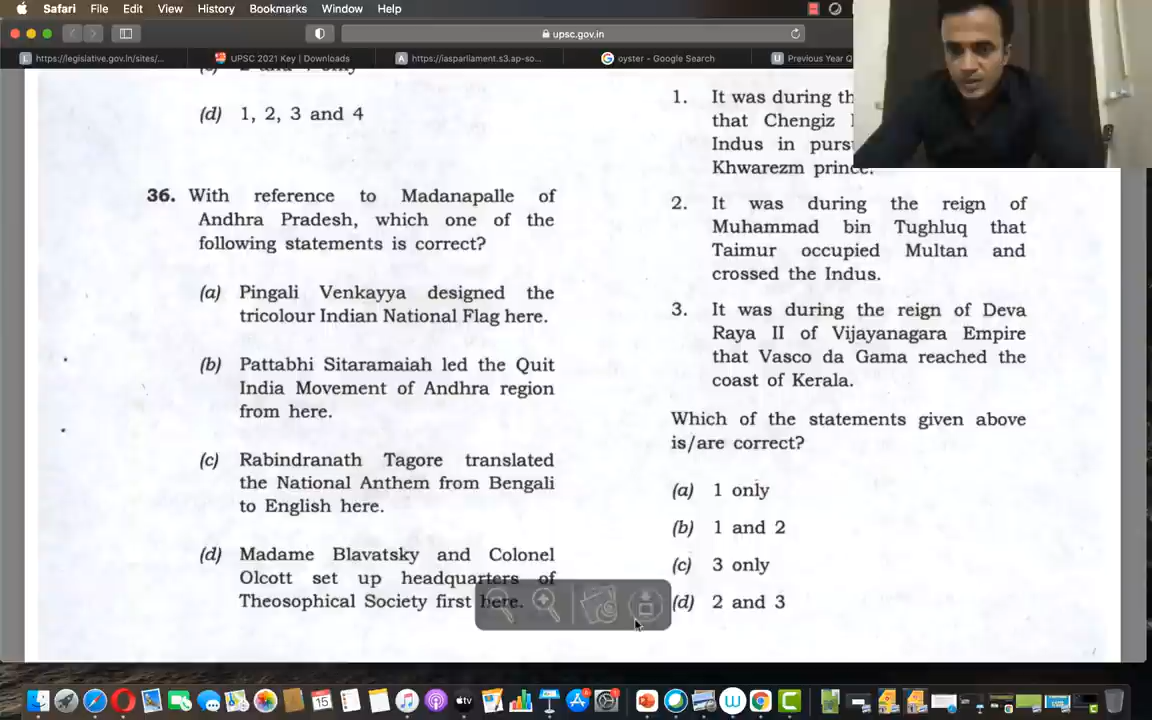 Safari File Edit View History Bookmarks Window Help
upsc.gov.in
https://legislative.gov.in/sites/...
UPSC 2021 Key | Downloads
https://iasparliament.s3.ap-so...
oyster - Google Search
Previous Year Q
(d) 1, 2, 3 and 4
36. With reference to Madanapalle of
Andhra Pradesh, which one of the
following statements is correct?
(a) Pingali Venkayya designed the
tricolour Indian National Flag here.
(b) Pattabhi Sitaramaiah led the Quit
India Movement of Andhra region
from here.
(c) Rabindranath Tagore translated
the National Anthem from Bengali
to English here.
(d) Madame Blavatsky and Colonel
Olcott set up headquarters of
Theosophical Society first here.
1. It was during th
that Chengiz
Indus in purs
Khwarezm prince.
2. It was during the reign of
Muhammad bin Tughluq that
Taimur occupied Multan and
crossed the Indus.
3. It was during the reign of Deva
Raya II of Vijayanagara Empire
that Vasco da Gama reached the
coast of Kerala.
Which of the statements given above
is/are correct?
(a) 1 only
(b) 1 and 2
(c) 3 only
(d) 2 and 3